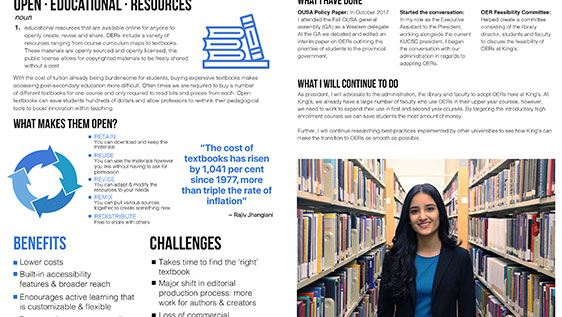 OPEN · EDUCATIONAL · RESOURCES
noun
1. educational resources that are available online for anyone to
openly create, revise and share. OERs include a variety of
resources ranging from course curriculum maps to textbooks.
These materials are openly sourced and openly licensed, this
public license allows for copyrighted materials to be freely shared
without a cost.
With the cost of tuition already being burdensome for students, buying expensive textbooks makes
accessing post-secondary education more difficult. Often times we are required to buy a number
of different textbooks for one course and only required to read bits and pieces from each. Open
textbooks can save students hundreds of dollars and allow professors to rethink their pedagogical
tools to boost innovation within teaching.
WHAT MAKES THEM OPEN?
RETAIN
You can download and keep the
materials
REUSE
You can use the materials however
you like without having to ask for
permission
REVISE
You can adapt & modify the
resources to your needs
REMIX
You can pull various sources
together to create something new
REDISTRIBUTE
Free to share with others
"The cost of
textbooks has risen
by 1,041 per cent
since 1977, more
than triple the rate of
inflation"
– Rajiv Jhangiani
BENEFITS
Lower costs
Built-in accessibility
features & broader reach
Encourages active learning that
is customizable & flexible
CHALLENGES
Takes time to find the 'right'
textbook
Major shift in editorial
production process: more
work for authors & creators
Loss of commercial
WHAT I HAVE DONE
OUSA Policy Paper: In October 2017
I attended the Fall OUSA general
assembly (GA) as a Western delegate.
At the GA we debated and edited an
interim paper on OERs outlining the
priorities of students to the provincial
government.
Started the conversation:
In my role as the Executive
Assistant to the President,
working alongside the current
KUCSC president, I began
the conversation with our
administration in regards to
adopting OERs.
OER Feasibility Committee:
Helped create a committee
consisting of the library
director, students and faculty
to discuss the feasibility of
OERs at King's.
WHAT I WILL CONTINUE TO DO
As president, I will advocate to the administration, the library and faculty to adopt OERs here at King's. At
King's, we already have a large number of faculty who use OERs in their upper year courses, however,
we need to work to expand their use in first and second year courses. By targeting the introductory high
enrollment courses we can save students the most amount of money.
Further, I will continue researching best-practices implemented by other universities to see how King's can
make the transition to OERs as smooth as possible.